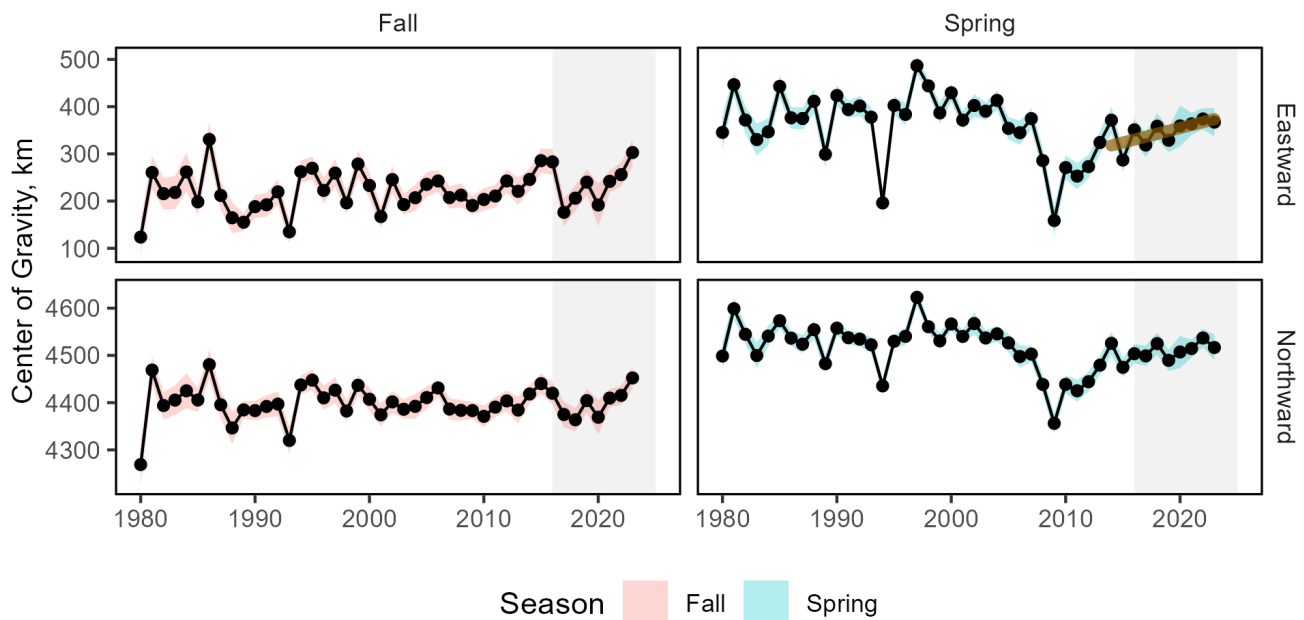 Fall
Spring
Center of Gravity, km
500
400
300
200
100
Eastward
4600
4500
4400
4300
Northward
1980 1990 2000 2010 2020
1980 1990 2000 2010 2020
Season Fall Spring